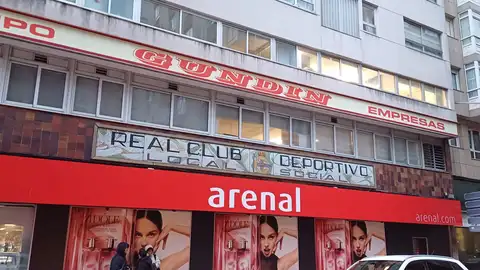 PO GUNDIN EMPRESAS
REAL CLUB DEPORTIVO
LOCAL SOCIAL
arenal
arenal.com